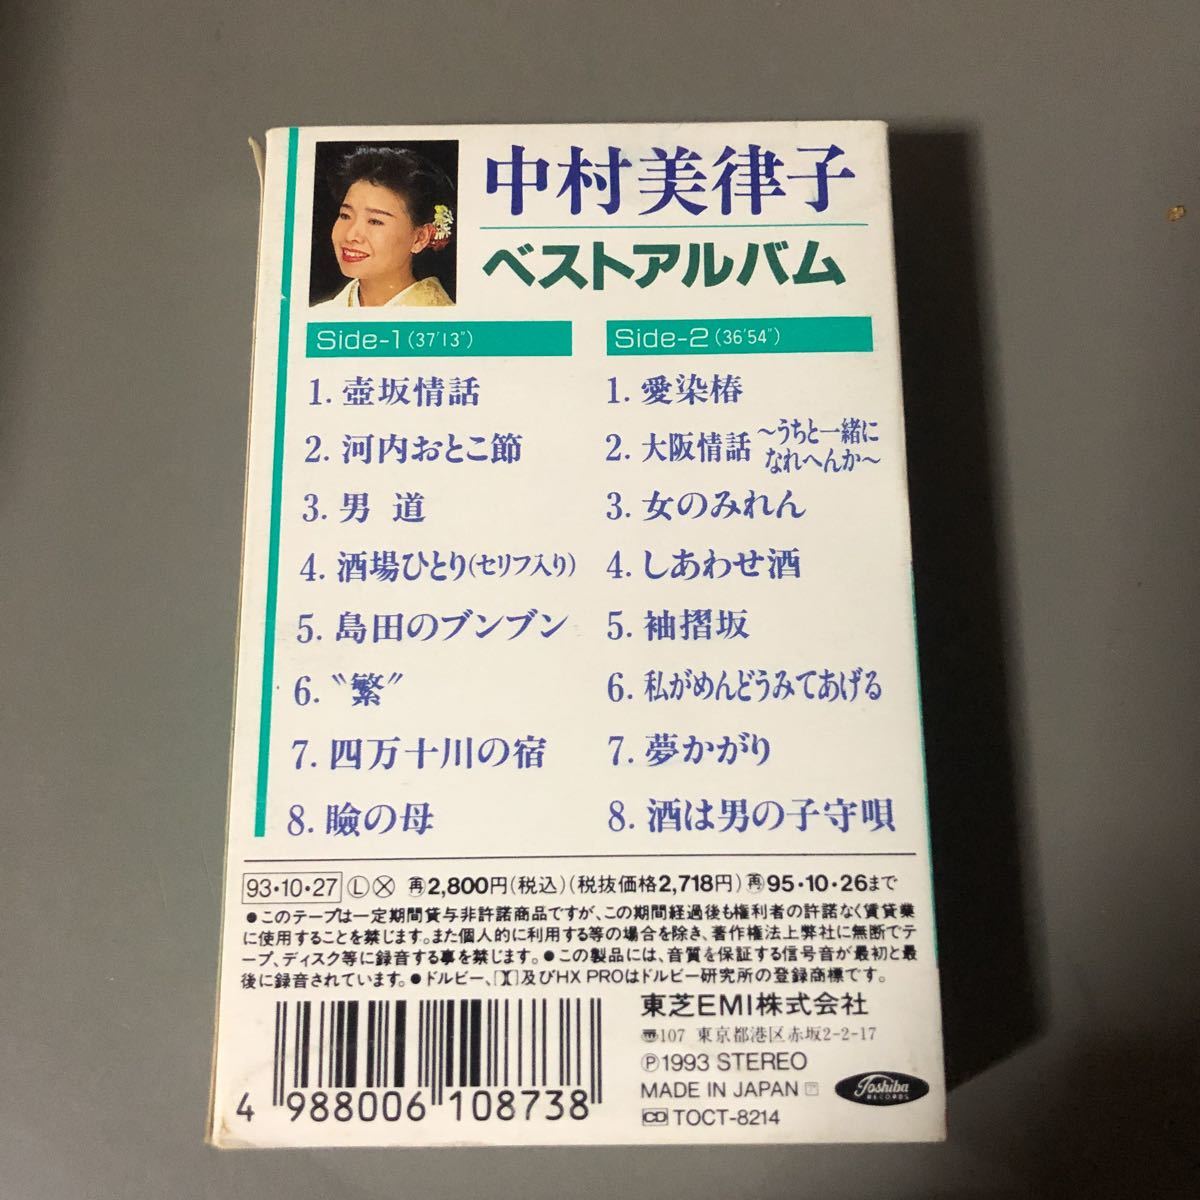 中村美律子
ベストアルバム
Side-1(37'13")
1. 壺坂情話
2. 河内おとこ節
3. 男 道
4. 酒場ひとり(セリフ入り)
5. 島田のブンブン
6. 〝繁〟
7. 四万十川の宿
8. 瞼の母
Side-2(36'54")
1. 愛染椿
2. 大阪情話 〜うちと一緒に
なれへんか〜
3. 女のみれん
4. しあわせ酒
5. 袖摺坂
6. 私がめんどうみてあげる
7. 夢かがり
8. 酒は男の子守唄
93・10・27 Ⓛ Ⓧ 再2,800円(税込)(税抜価格2,718円)再95・10・26まで
●このテープは一定期間貸与非許諾商品ですが、この期間経過後も権利者の許諾なく賃貸業
に使用することを禁じます。また個人的に利用する等の場合を除き、著作権法上弊社に無断でテー
プ、ディスク等に録音する事を禁じます。●この製品には、音質を保証する信号音が最初と最
後に録音されています。●ドルビー、及びHX PROはドルビー研究所の登録商標です。
東芝EMI株式会社
〒107 東京都港区赤坂2-2-17
Ⓟ1993 STEREO
MADE IN JAPAN
CD TOCT-8214
Toshiba
RECORDS
4 988006 108738